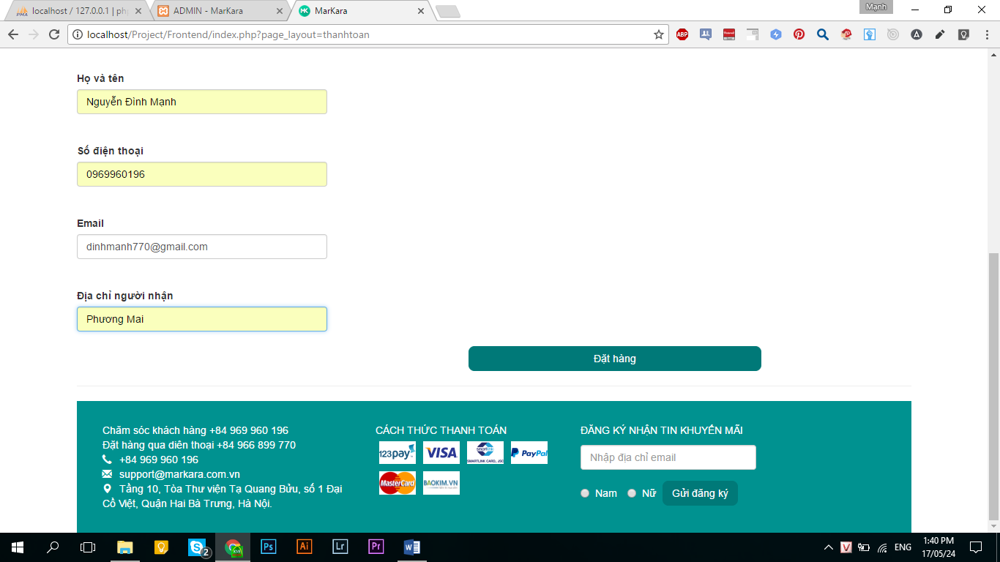 localhost / 127.0.0.1 | ph
ADMIN - MarKara
MarKara
Mạnh
localhost/Project/Frontend/index.php?page_layout=thanhtoan
Họ và tên
Nguyễn Đình Mạnh
Số điện thoại
0969960196
Email
dinhmanh770@gmail.com
Địa chỉ người nhận
Phương Mai
Đặt hàng
Chăm sóc khách hàng +84 969 960 196
Đặt hàng qua diên thoại +84 966 899 770
+84 969 960 196
support@markara.com.vn
Tầng 10, Tòa Thư viện Tạ Quang Bửu, số 1 Đại
Cồ Việt, Quận Hai Bà Trưng, Hà Nội.
CÁCH THỨC THANH TOÁN
123pay VISA smartlink SMARTLINK CARD., JSC PayPal
MasterCard BAOKIM.VN
ĐĂNG KÝ NHẬN TIN KHUYẾN MÃI
Nhập địa chỉ email
Nam Nữ Gửi đăng ký
2 Ps Ai Lr Pr
V ENG
1:40 PM
17/05/24